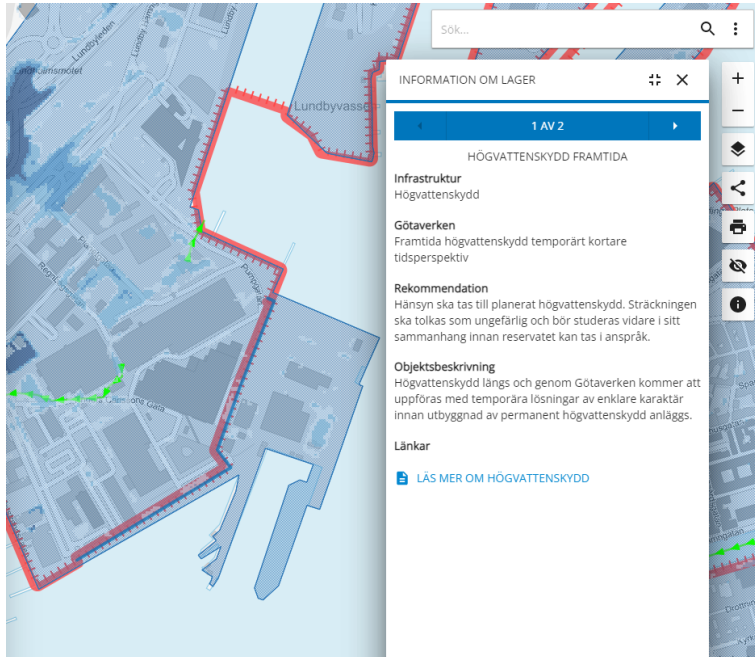 Sök...
INFORMATION OM LAGER
1 AV 2
HÖGVATTENSKYDD FRAMTIDA
Infrastruktur
Högvattenskydd
Götaverken
Framtida högvattenskydd temporärt kortare
tidsperspektiv
Rekommendation
Hänsyn ska tas till planerat högvattenskydd. Sträckningen
ska tolkas som ungefärlig och bör studeras vidare i sitt
sammanhang innan reservatet kan tas i anspråk.
Objektsbeskrivning
Högvattenskydd längs och genom Götaverken kommer att
uppföras med temporära lösningar av enklare karaktär
innan utbyggnad av permanent högvattenskydd anläggs.
Länkar
LÄS MER OM HÖGVATTENSKYDD
Lundbyleden
Lundbyvass
Pumpgatan